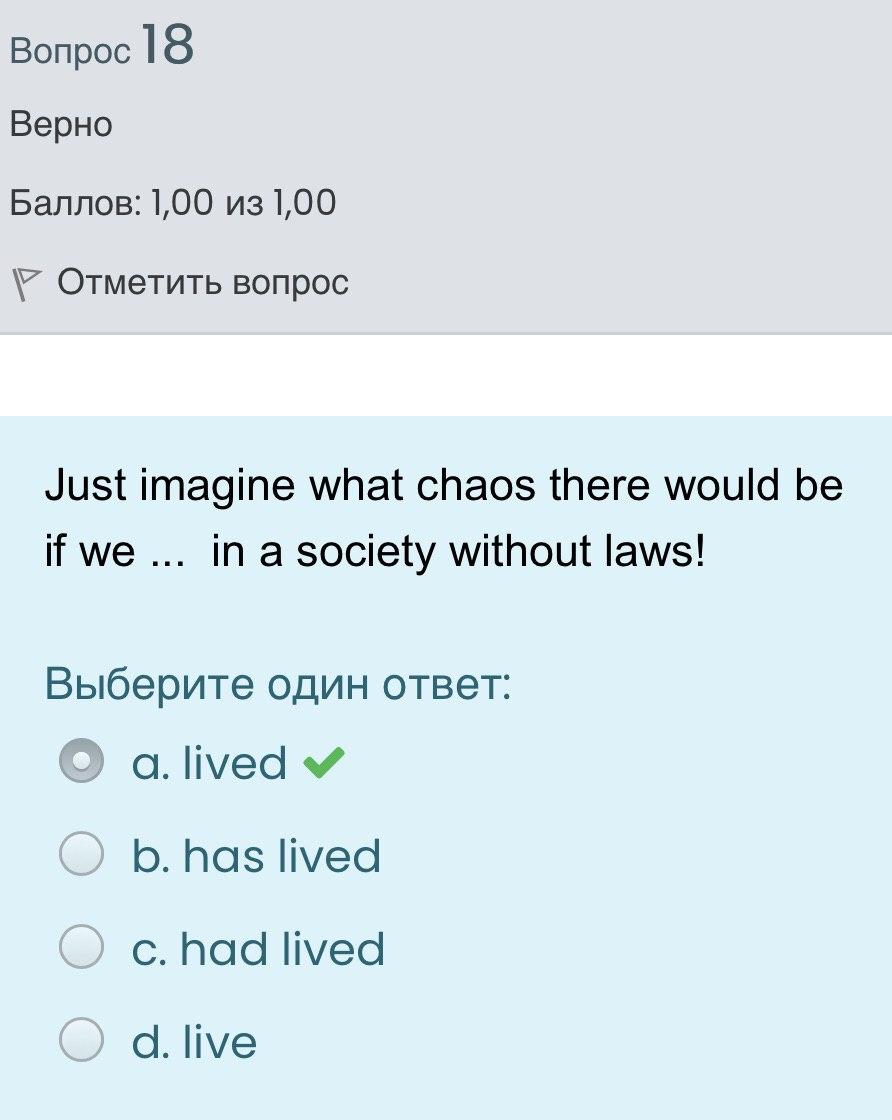 Вопрос 18
Верно
Баллов: 1,00 из 1,00
Отметить вопрос
Just imagine what chaos there would be
if we ... in a society without laws!
Выберите один ответ:
a. lived
b. has lived
c. had lived
d. live